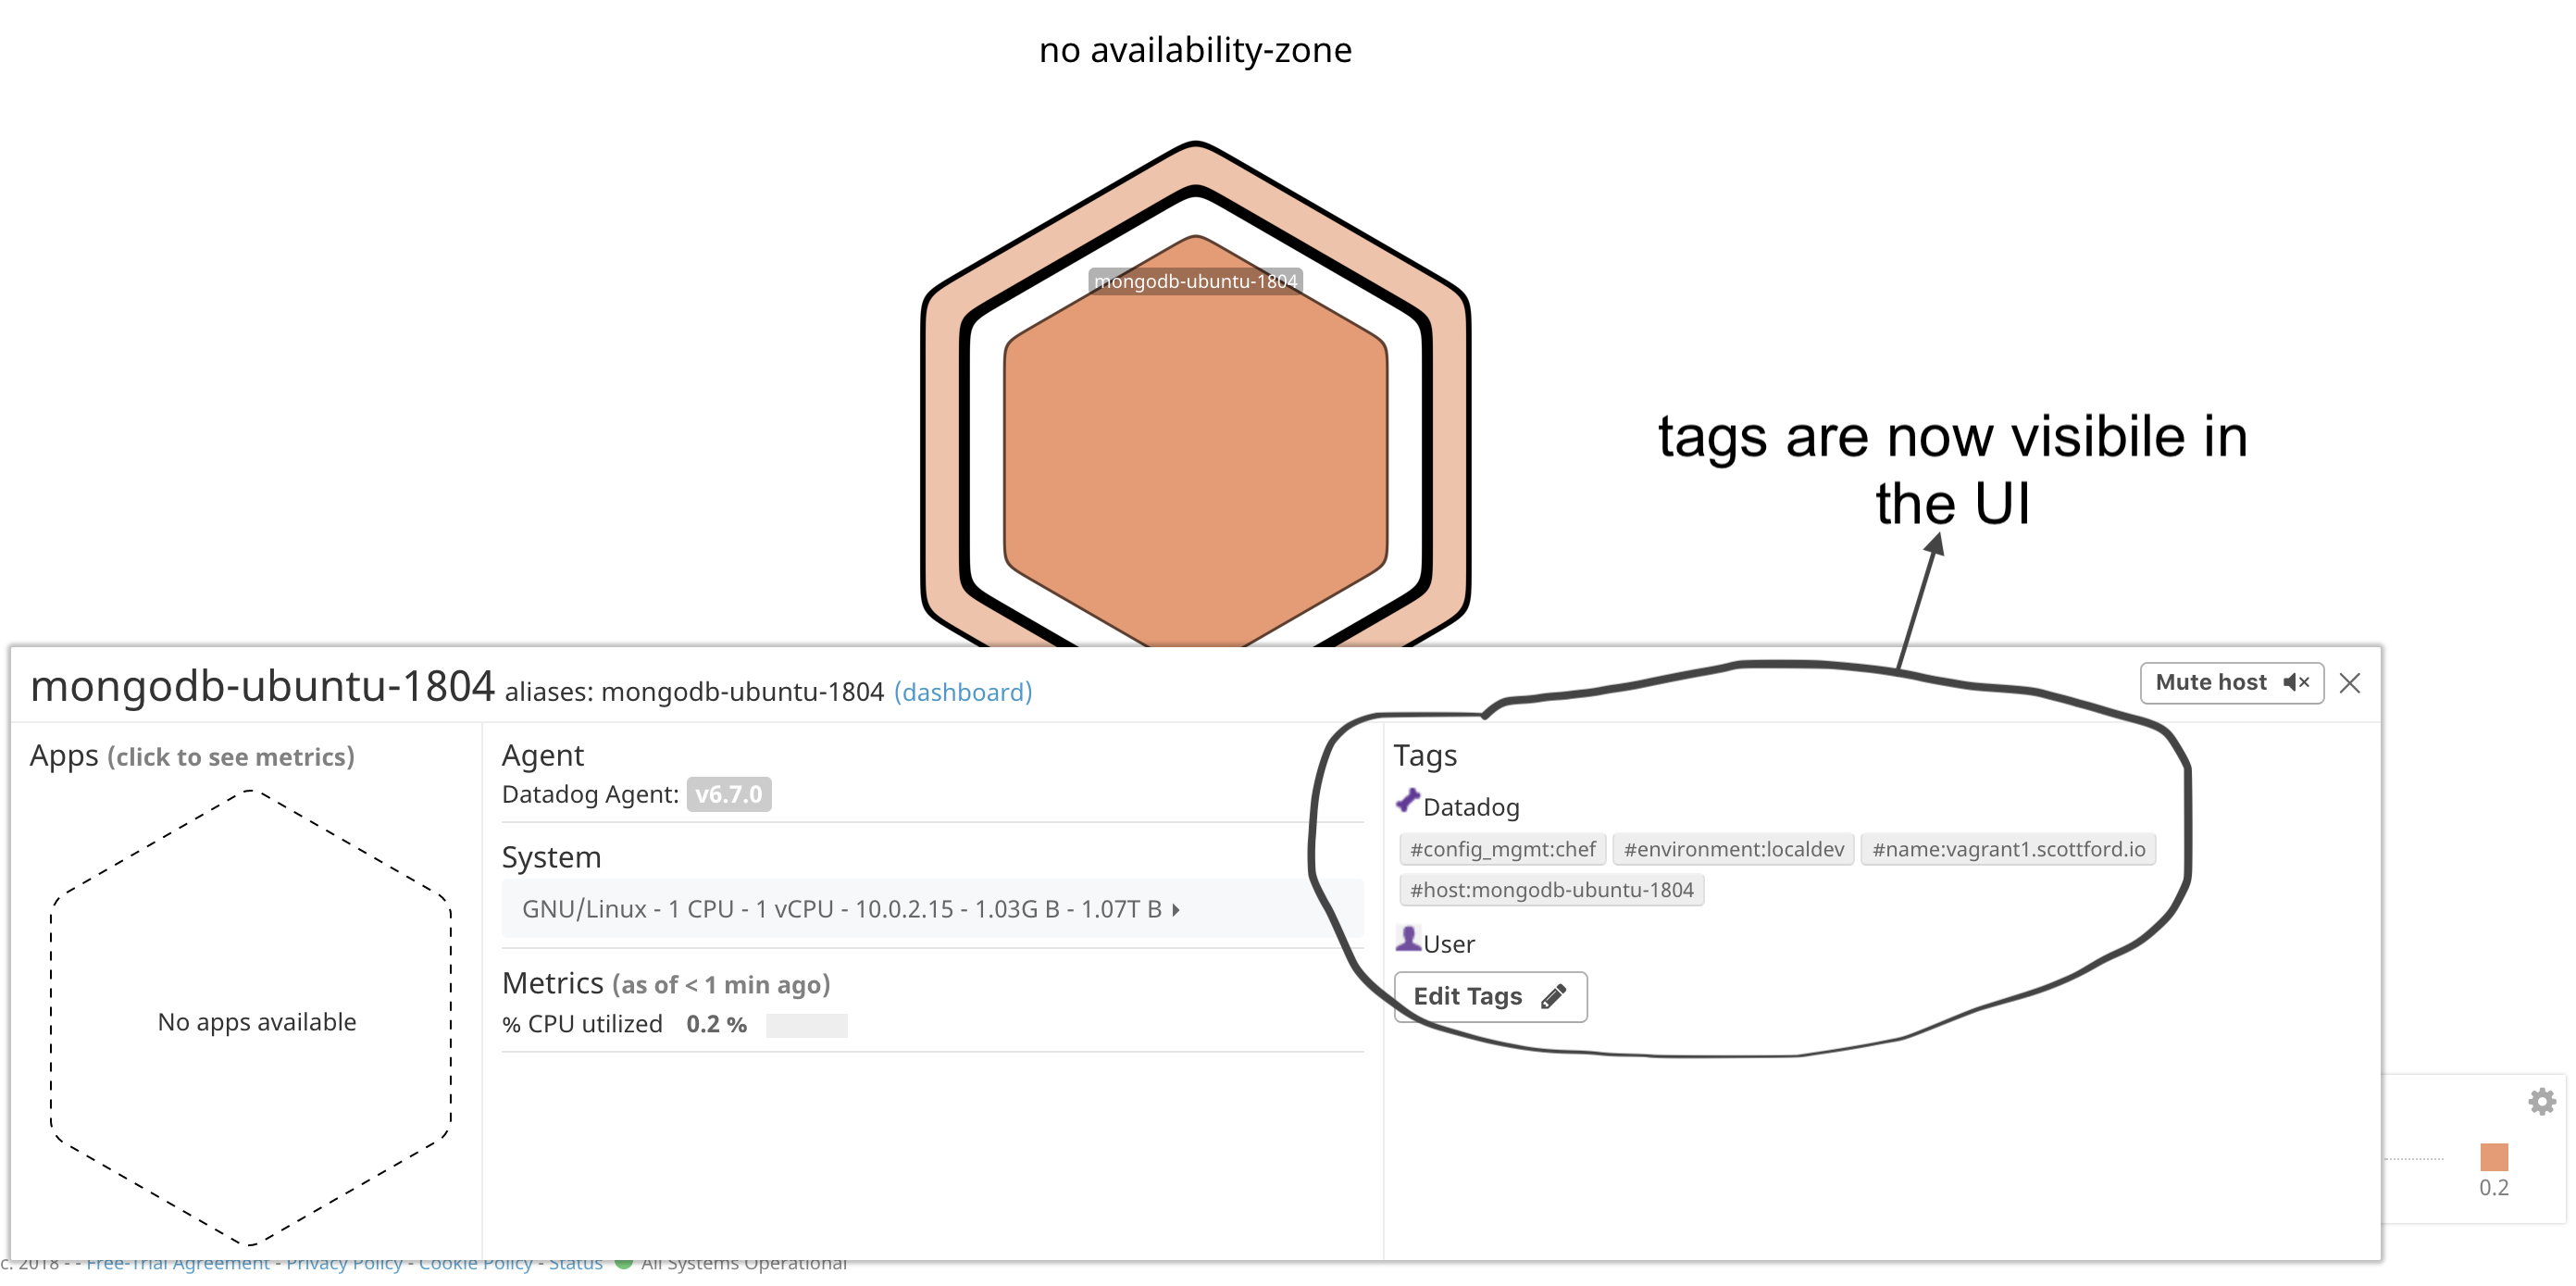 no availability-zone
mongodb-ubuntu-1804
tags are now visibile in
the UI
mongodb-ubuntu-1804 aliases: mongodb-ubuntu-1804 (dashboard)
Mute host
Apps (click to see metrics)
No apps available
Agent
Datadog Agent: v6.7.0
System
GNU/Linux - 1 CPU - 1 vCPU - 10.0.2.15 - 1.03G B - 1.07T B
Metrics (as of < 1 min ago)
% CPU utilized 0.2 %
Tags
Datadog
#config_mgmt:chef #environment:localdev #name:vagrant1.scottford.io
#host:mongodb-ubuntu-1804
User
Edit Tags
0.2
c. 2018 - - Free-Trial Agreement - Privacy Policy - Cookie Policy - Status All Systems Operational